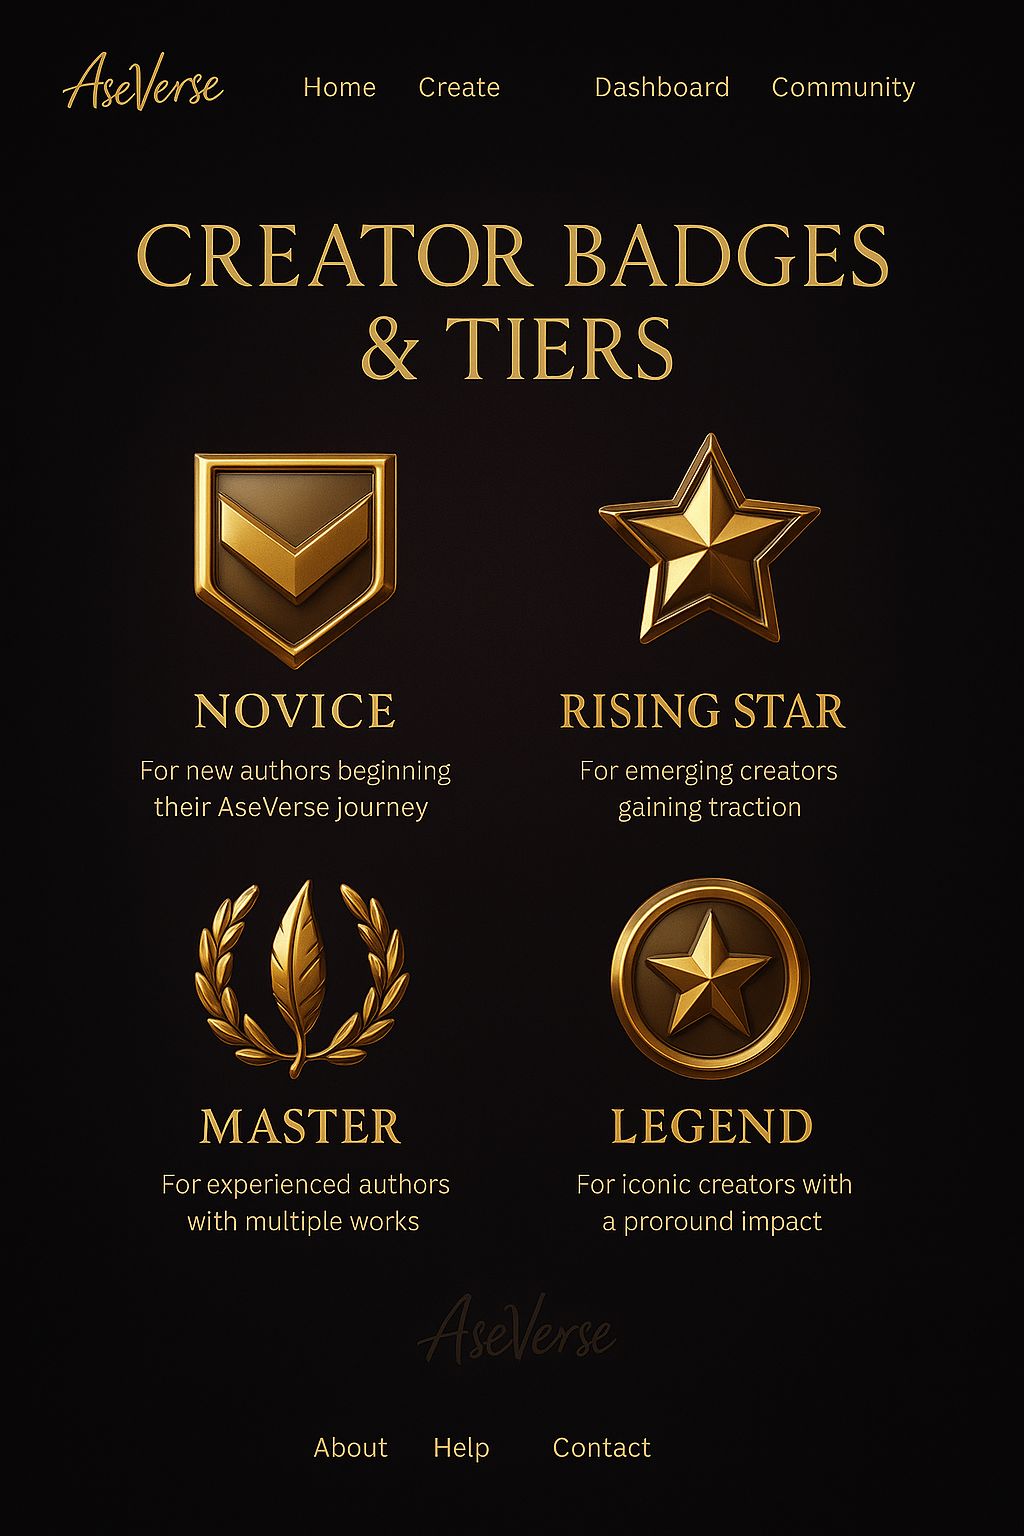 AseVerse Home Create Dashboard Community
CREATOR BADGES
& TIERS
NOVICE
For new authors beginning
their AseVerse journey
RISING STAR
For emerging creators
gaining traction
MASTER
For experienced authors
with multiple works
LEGEND
For iconic creators with
a proround impact
AseVerse
About Help Contact